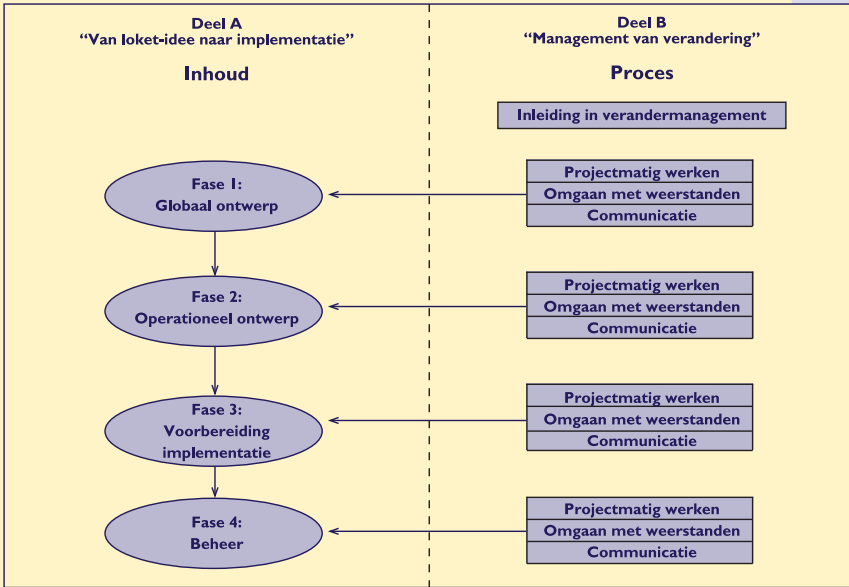 Deel A
“Van loket-idee naar implementatie”
Inhoud
Deel B
“Management van verandering”
Proces
Inleiding in verandermanagement
Fase 1:
Globaal ontwerp
Projectmatig werken
Omgaan met weerstanden
Communicatie
Fase 2:
Operationeel ontwerp
Projectmatig werken
Omgaan met weerstanden
Communicatie
Fase 3:
Voorbereiding
implementatie
Projectmatig werken
Omgaan met weerstanden
Communicatie
Fase 4:
Beheer
Projectmatig werken
Omgaan met weerstanden
Communicatie